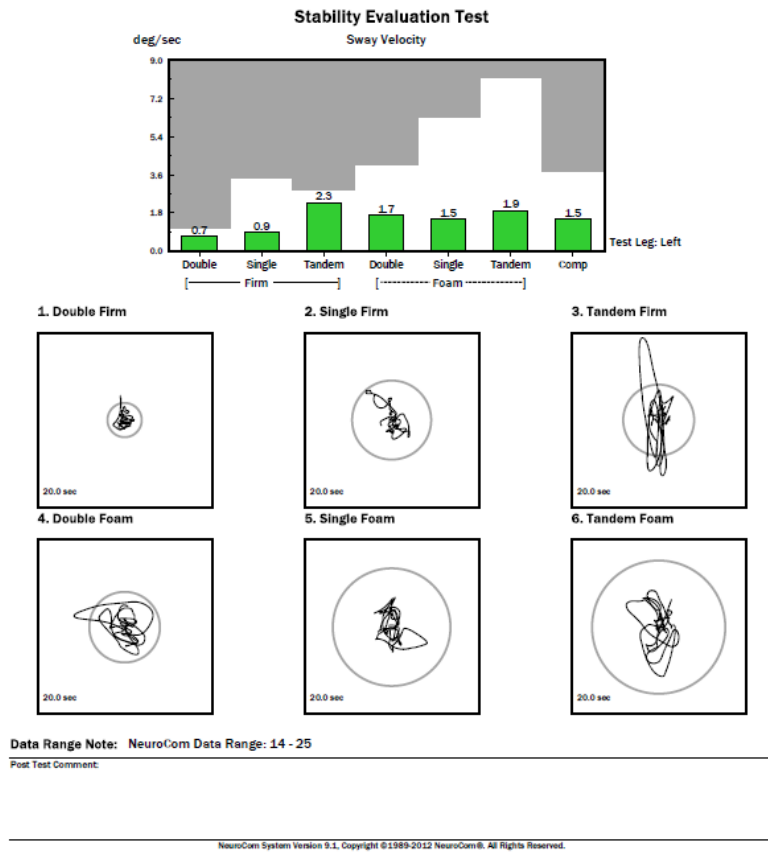 Stability Evaluation Test
deg/sec
Sway Velocity
9.0
7.2
5.4
3.6
1.8
0.0
0.7
0.9
2.3
1.7
1.5
1.9
1.5
Test Leg: Left
Double Single Tandem Double Single Tandem Comp
[ Firm ] [ Foam ]
1. Double Firm 2. Single Firm 3. Tandem Firm
20.0 sec 20.0 sec 20.0 sec
4. Double Foam 5. Single Foam 6. Tandem Foam
20.0 sec 20.0 sec 20.0 sec
Data Range Note: NeuroCom Data Range: 14 - 25
Post Test Comment:
NeuroCom System Version 9.1, Copyright ©1989-2012 NeuroCom®. All Rights Reserved.